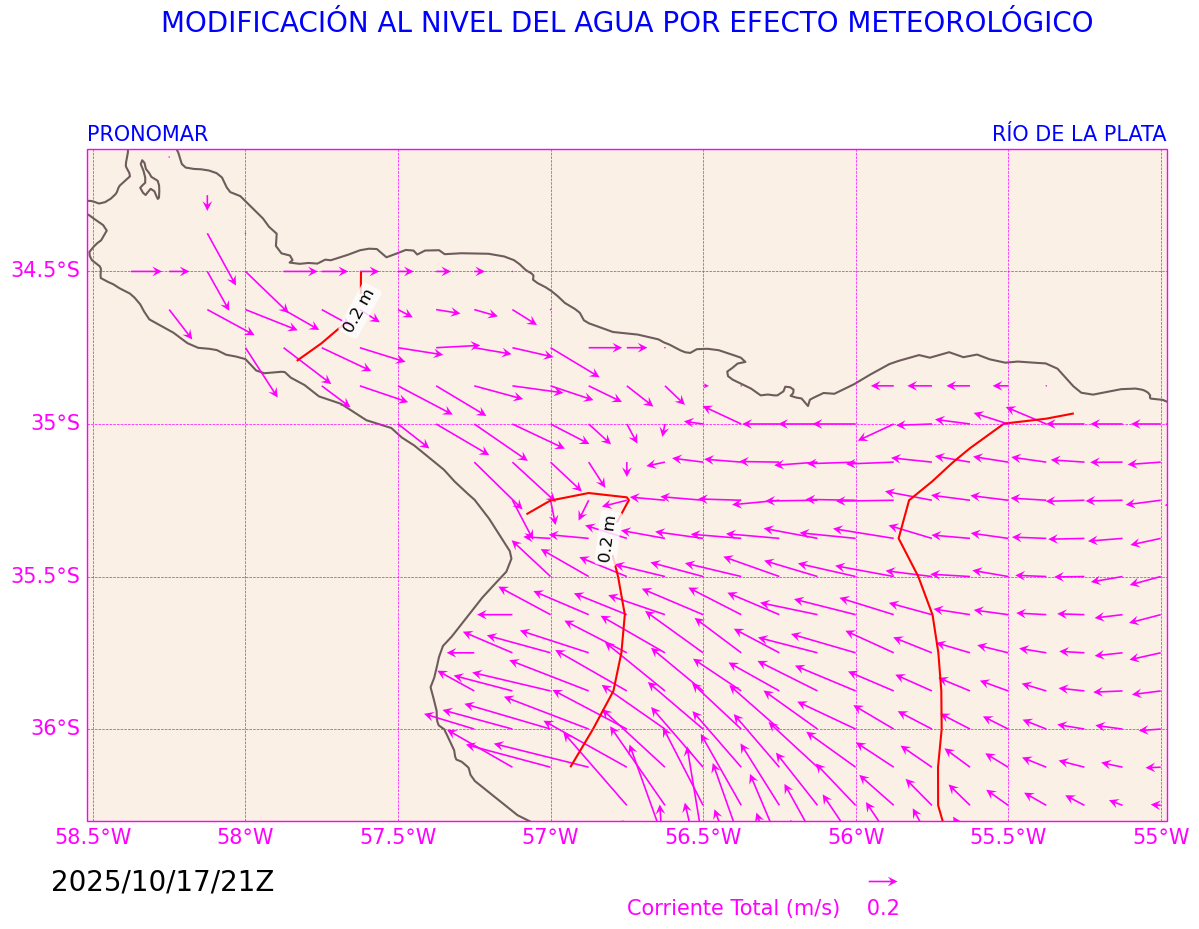 MODIFICACIÓN AL NIVEL DEL AGUA POR EFECTO METEOROLÓGICO
PRONOMAR RÍO DE LA PLATA
34.5°S
0.2 m
35°S
0.2 m
35.5°S
36°S
58.5°W 58°W 57.5°W 57°W 56.5°W 56°W 55.5°W 55°W
2025/10/17/21Z
Corriente Total (m/s) 0.2